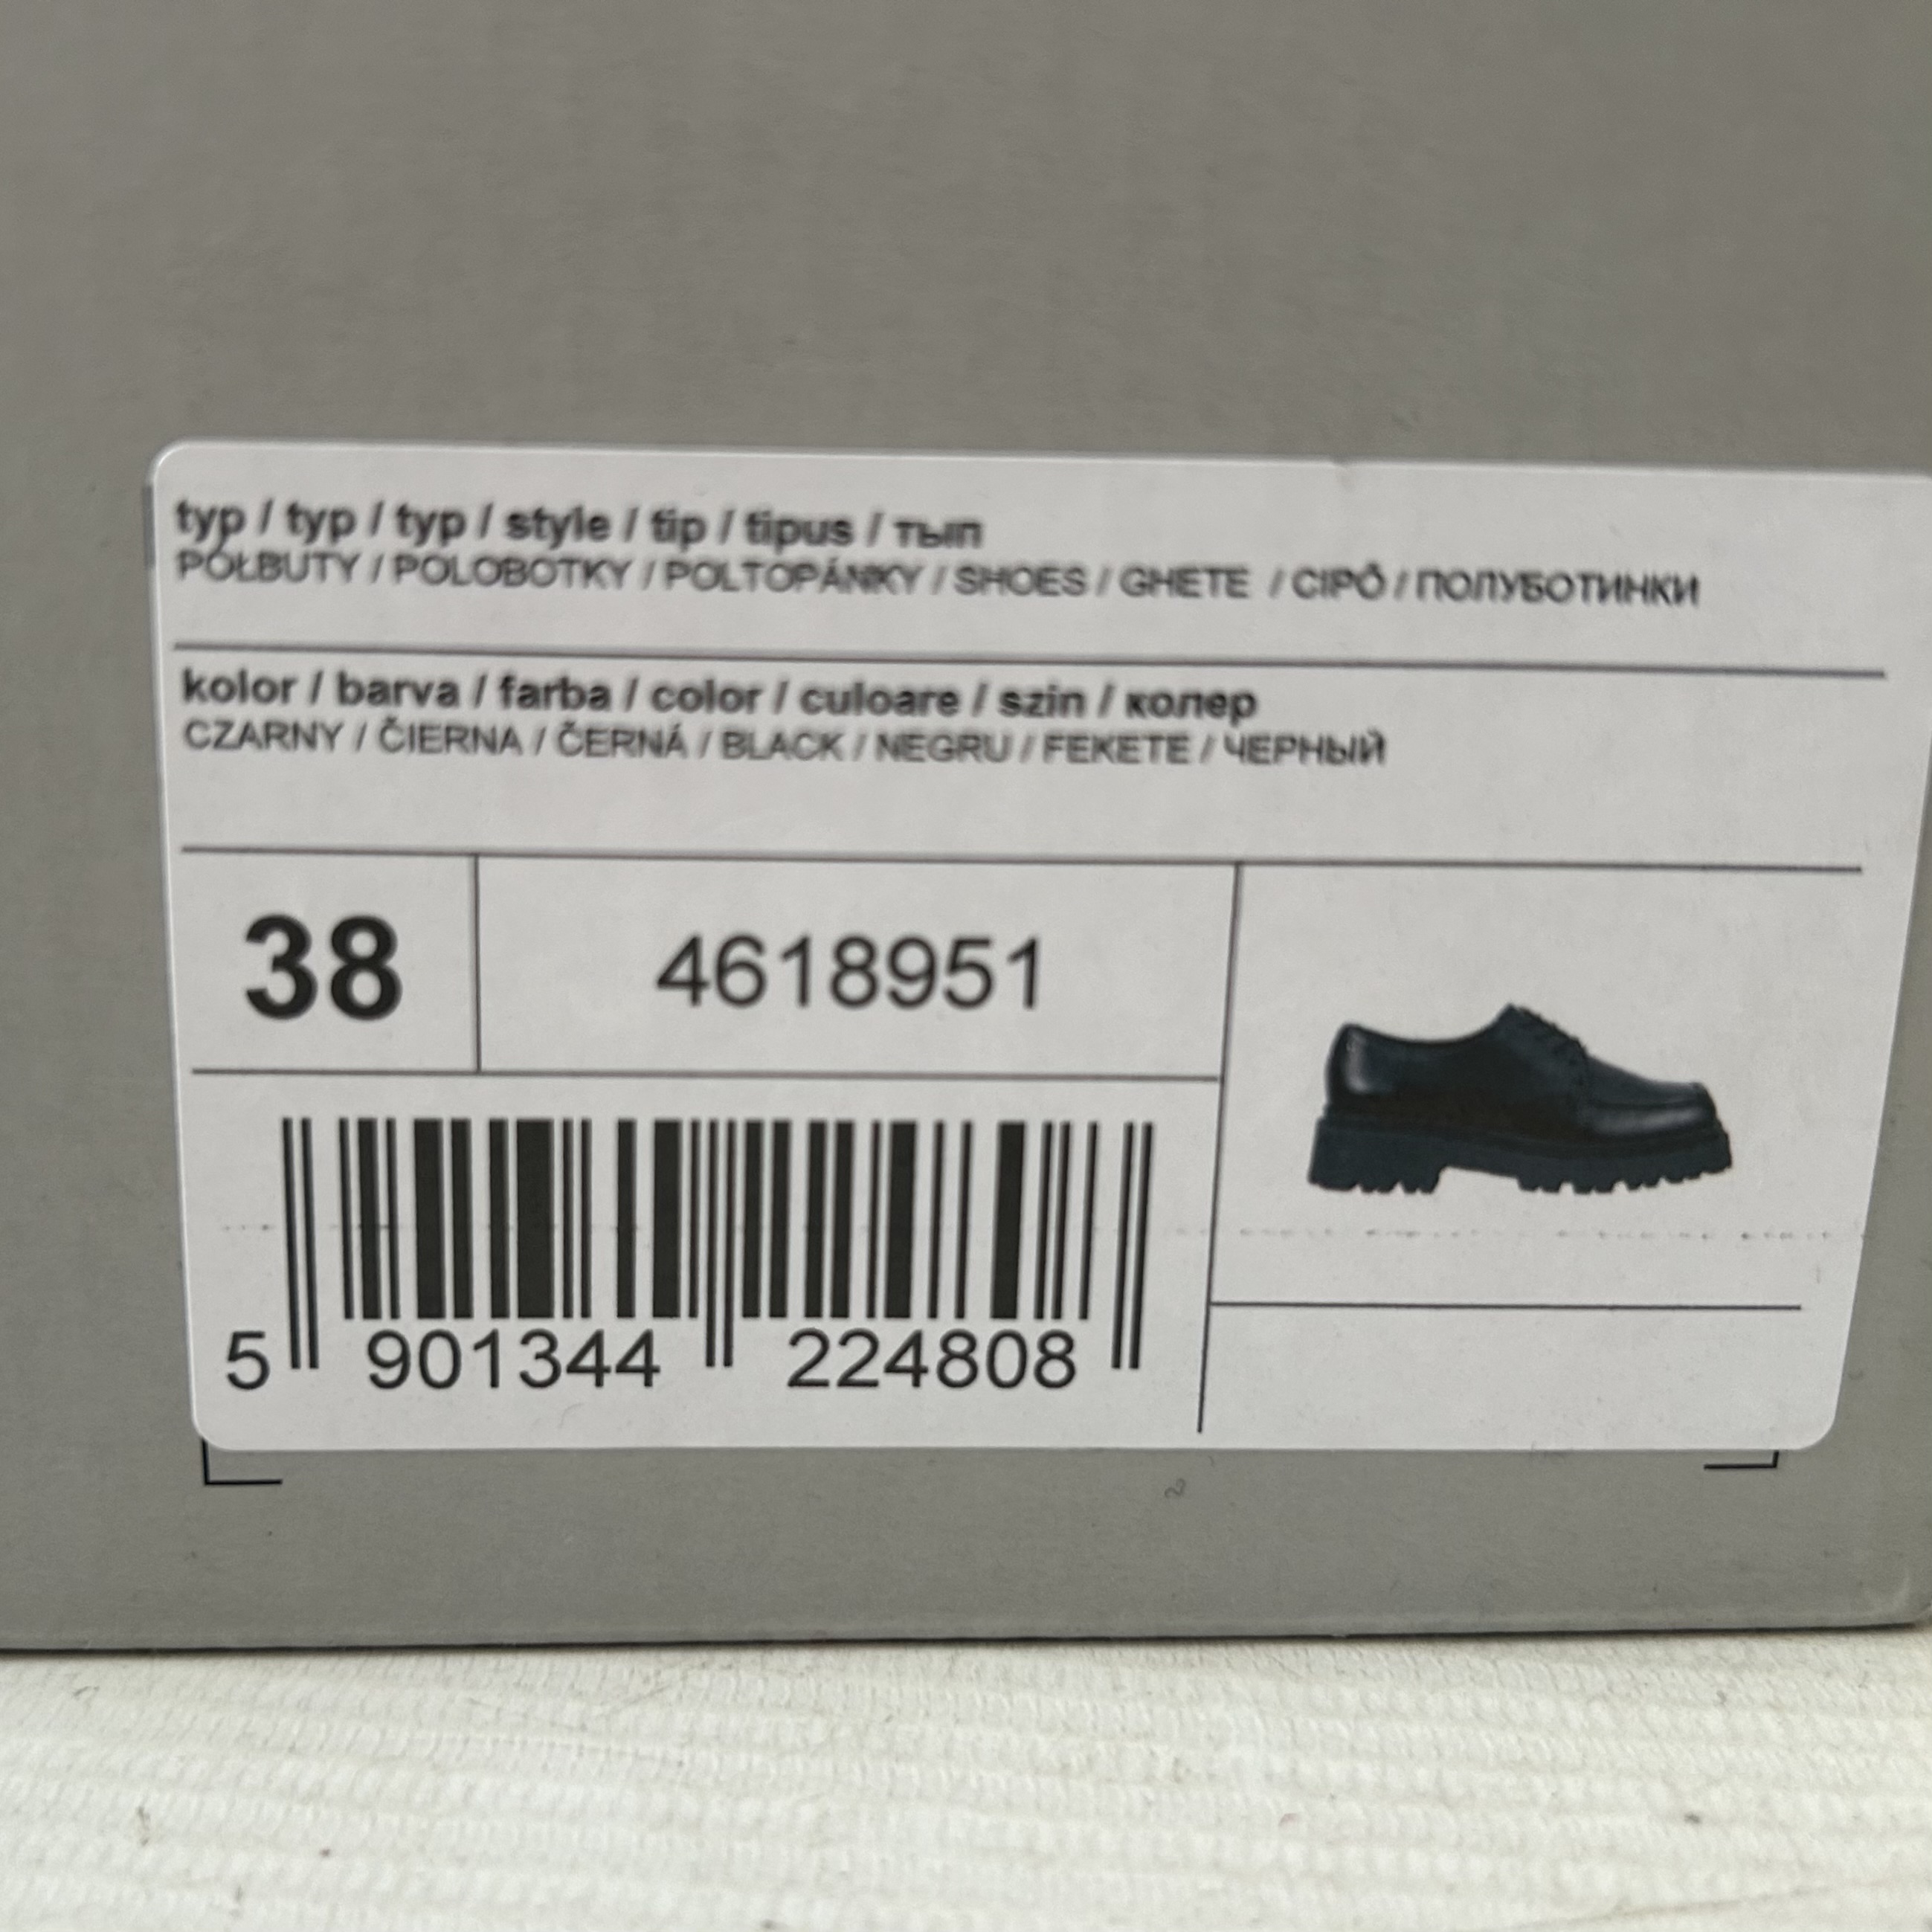 typ / typ / typ / style / tip / tipus / тып
PÓŁBUTY / POLOBOTKY / POLTOPÁNKY / SHOES / GHETE / CIPŐ / ПОЛУБОТИНКИ
kolor / barva / farba / color / culoare / szin / колер
CZARNY / ČIERNA / ČERNÁ / BLACK / NEGRU / FEKETE / ЧЕРНЫЙ
38
4618951
5 901344 224808